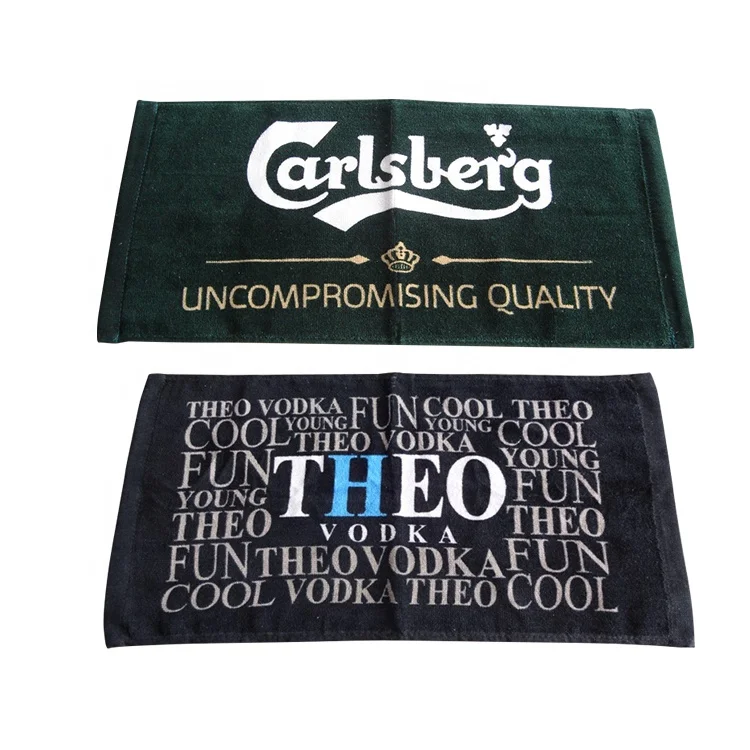 Carlsberg
UNCOMPROMISING QUALITY
THEO VODKA FUN COOL THEO
COOL YOUNG YOUNG COOL
THEO VODKA
FUN THEO YOUNG
YOUNG FUN
THEO VODKA THEO
FUN THEO VODKA FUN
COOL VODKA THEO COOL